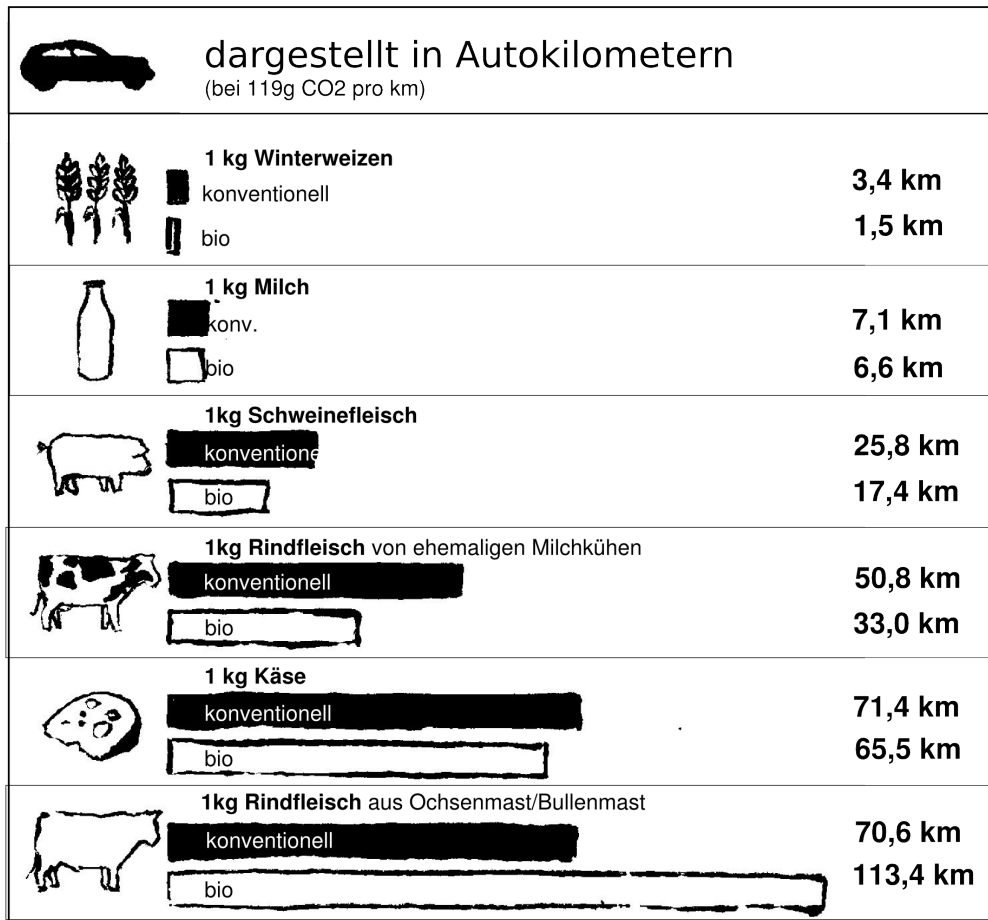 dargestellt in Autokilometern
(bei 119g CO2 pro km)
1 kg Winterweizen
konventionell 3,4 km
bio 1,5 km
1 kg Milch
konv. 7,1 km
bio 6,6 km
1kg Schweinefleisch
konventione 25,8 km
bio 17,4 km
1kg Rindfleisch von ehemaligen Milchkühen
konventionell 50,8 km
bio 33,0 km
1 kg Käse
konventionell 71,4 km
bio 65,5 km
1kg Rindfleisch aus Ochsenmast/Bullenmast
konventionell 70,6 km
bio 113,4 km